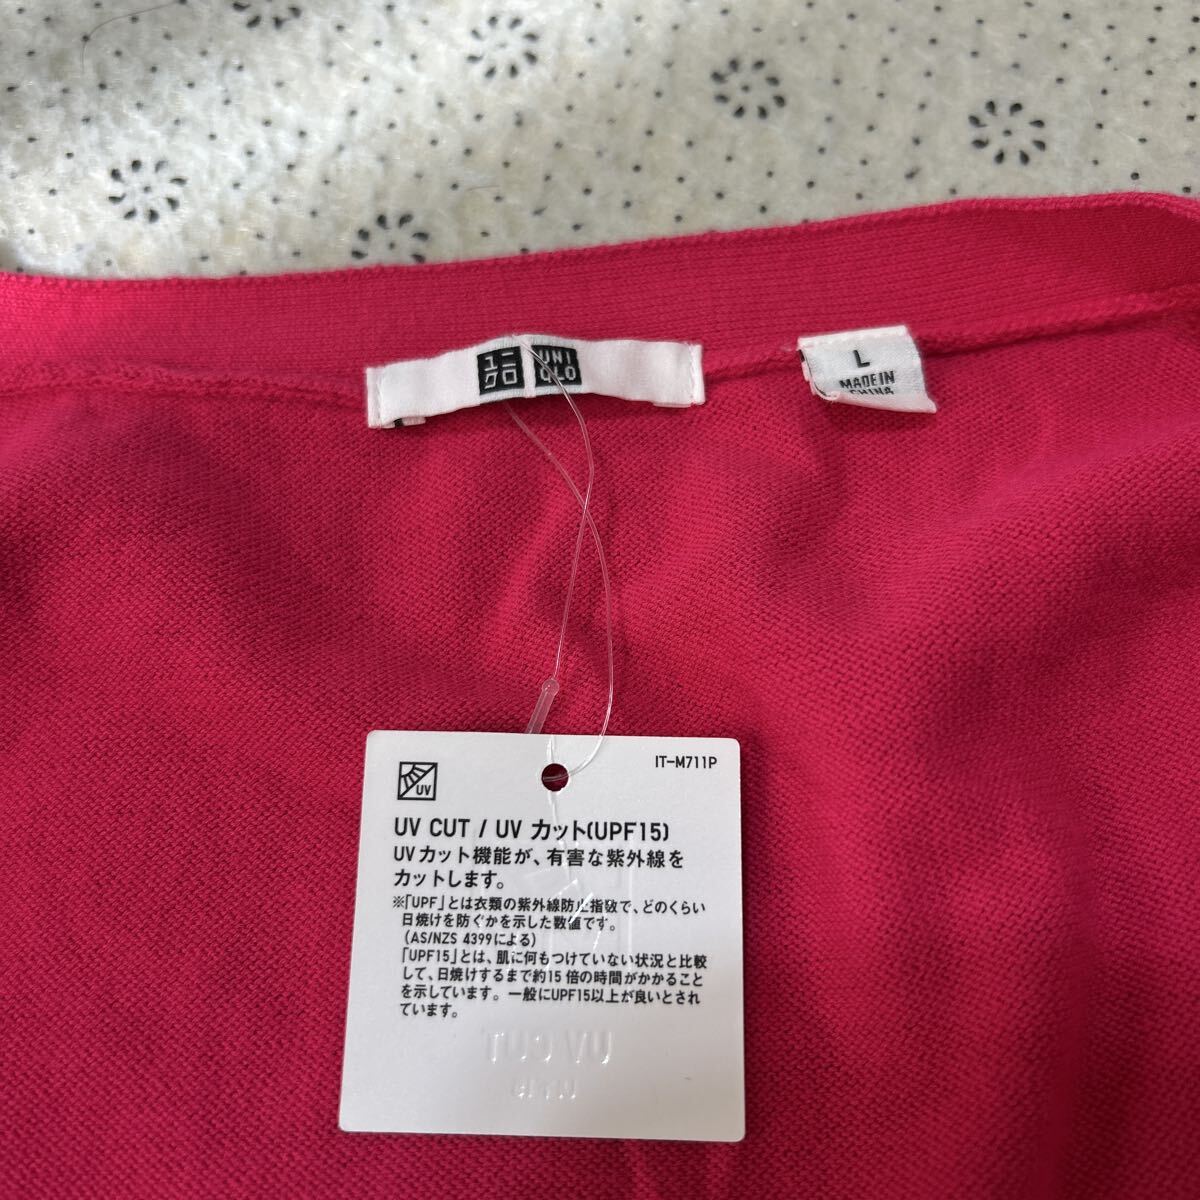 ユニ
クロ
UNI
QLO
L
MADE IN
CHINA
IT-M711P
UV
UV CUT / UV カット(UPF15)
UVカット機能が、有害な紫外線を
カットします。
※「UPF」とは衣類の紫外線防止指数で、どのくらい
日焼けを防ぐかを示した数値です。
(AS/NZS 4399による)
「UPF15」とは、肌に何もつけていない状況と比較
して、日焼けするまで約15倍の時間がかかること
を示しています。一般にUPF15以上が良いとされ
ています。
UV CUT